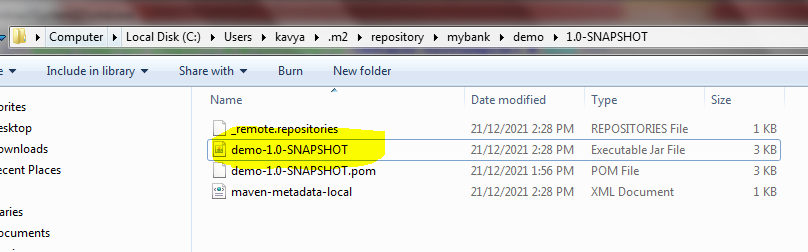 Computer Local Disk (C:) Users kavya .m2 repository mybank demo 1.0-SNAPSHOT
Include in library Share with Burn New folder
Name Date modified Type Size
_remote.repositories 21/12/2021 2:28 PM REPOSITORIES File 1 KB
demo-1.0-SNAPSHOT 21/12/2021 2:28 PM Executable Jar File 3 KB
demo-1.0-SNAPSHOT.pom 21/12/2021 1:56 PM POM File 3 KB
maven-metadata-local 21/12/2021 2:28 PM XML Document 1 KB
e
orites
esktop
ownloads
ecent Places
aries
ocuments